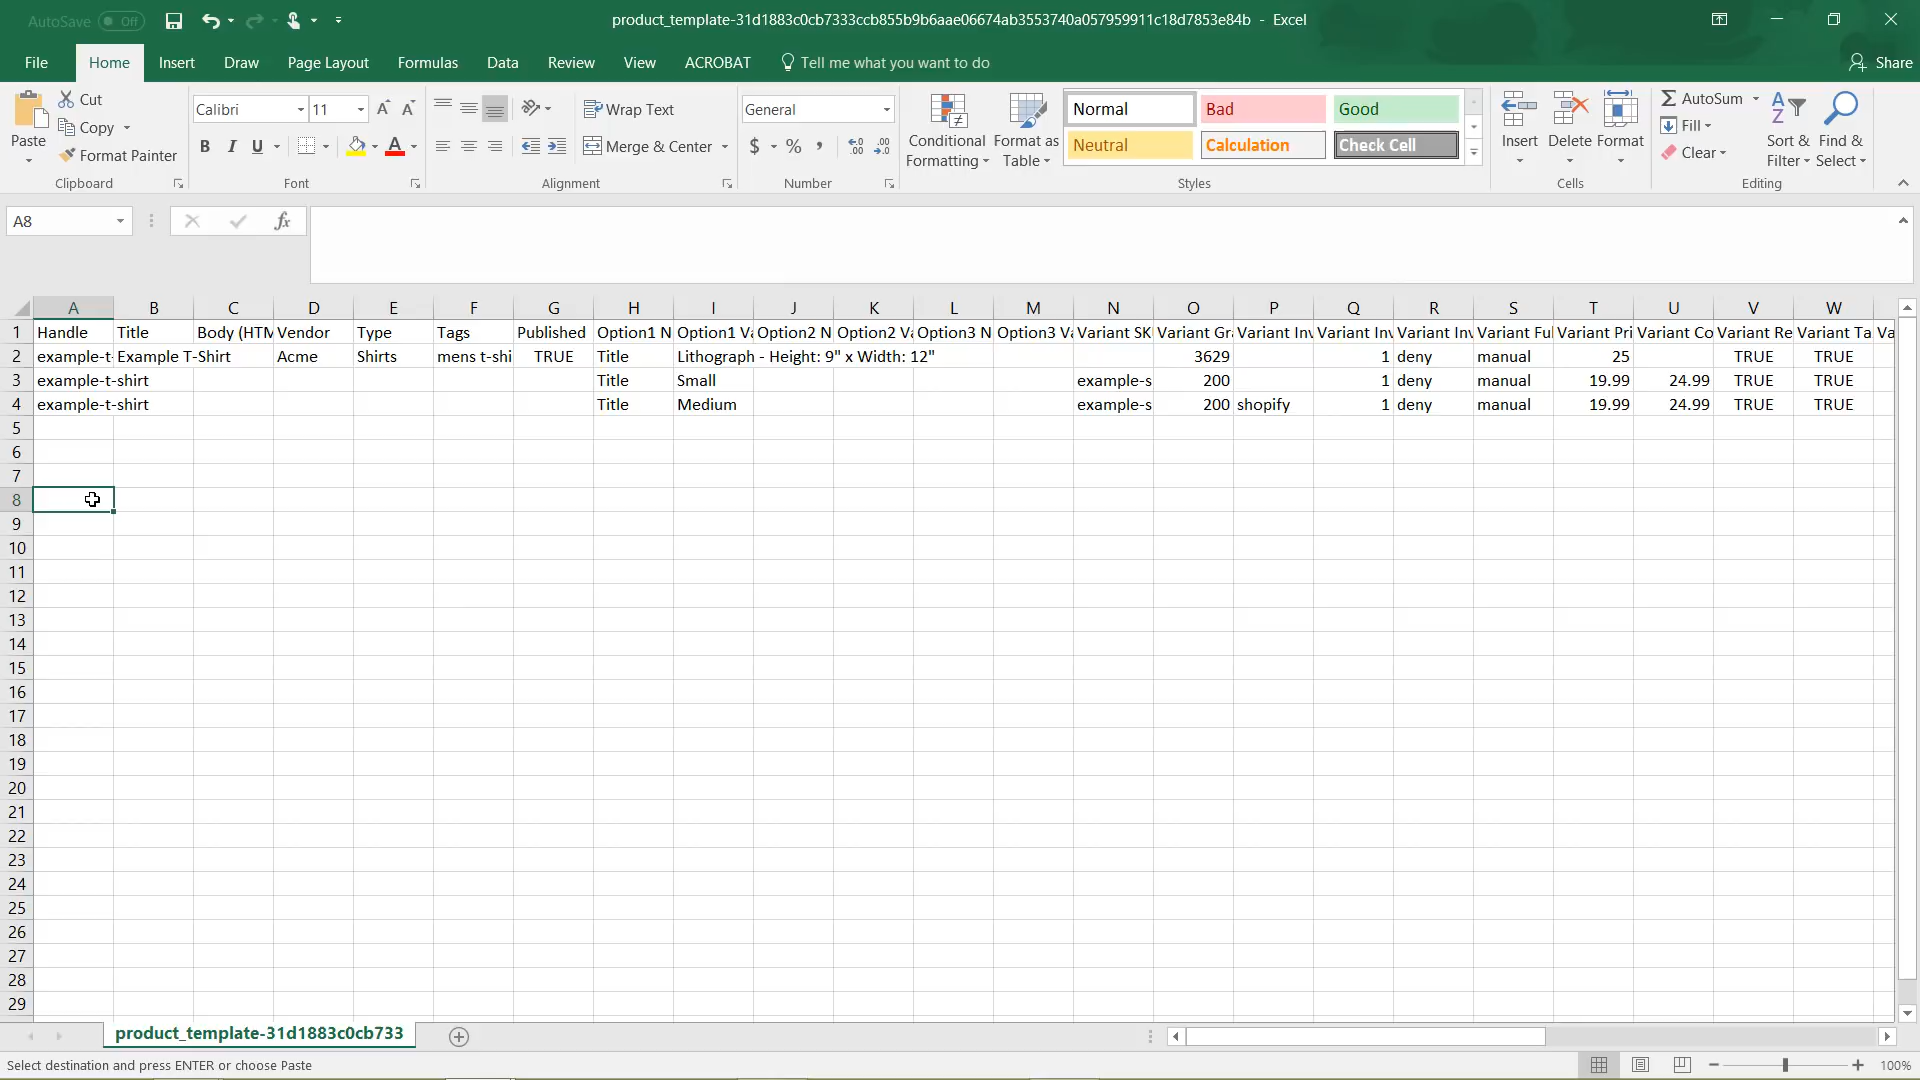 AutoSave Off
product_template-31d1883c0cb7333ccb855b9b6aae06674ab3553740a057959911c18d7853e84b - Excel
File Home Insert Draw Page Layout Formulas Data Review View ACROBAT Tell me what you want to do Share
Paste Cut
Copy
Format Painter
Calibri 11
B I U A
Wrap Text
Merge & Center
General
$ % ,
Conditional Formatting
Format as Table
Normal Bad Good
Neutral Calculation Check Cell
Insert Delete Format
AutoSum
Fill
Clear
Sort & Filter
Find & Select
Clipboard Font Alignment Number Styles Cells Editing
A8 fx
A B C D E F G H I J K L M N O P Q R S T U V W
1 Handle Title Body (HTM Vendor Type Tags Published Option1 N Option1 Va Option2 N Option2 Va Option3 N Option3 Va Variant SK Variant Gra Variant Inv Variant Inv Variant Inv Variant Ful Variant Pri Variant Co Variant Re Variant Ta Va
2 example-t- Example T-Shirt Acme Shirts mens t-shi TRUE Title Lithograph - Height: 9" x Width: 12" 3629 1 deny manual 25 TRUE TRUE
3 example-t-shirt Title Small example-s 200 1 deny manual 19.99 24.99 TRUE TRUE
4 example-t-shirt Title Medium example-s 200 shopify 1 deny manual 19.99 24.99 TRUE TRUE
5
6
7
8
9
10
11
12
13
14
15
16
17
18
19
20
21
22
23
24
25
26
27
28
29
product_template-31d1883c0cb733
Select destination and press ENTER or choose Paste
100%